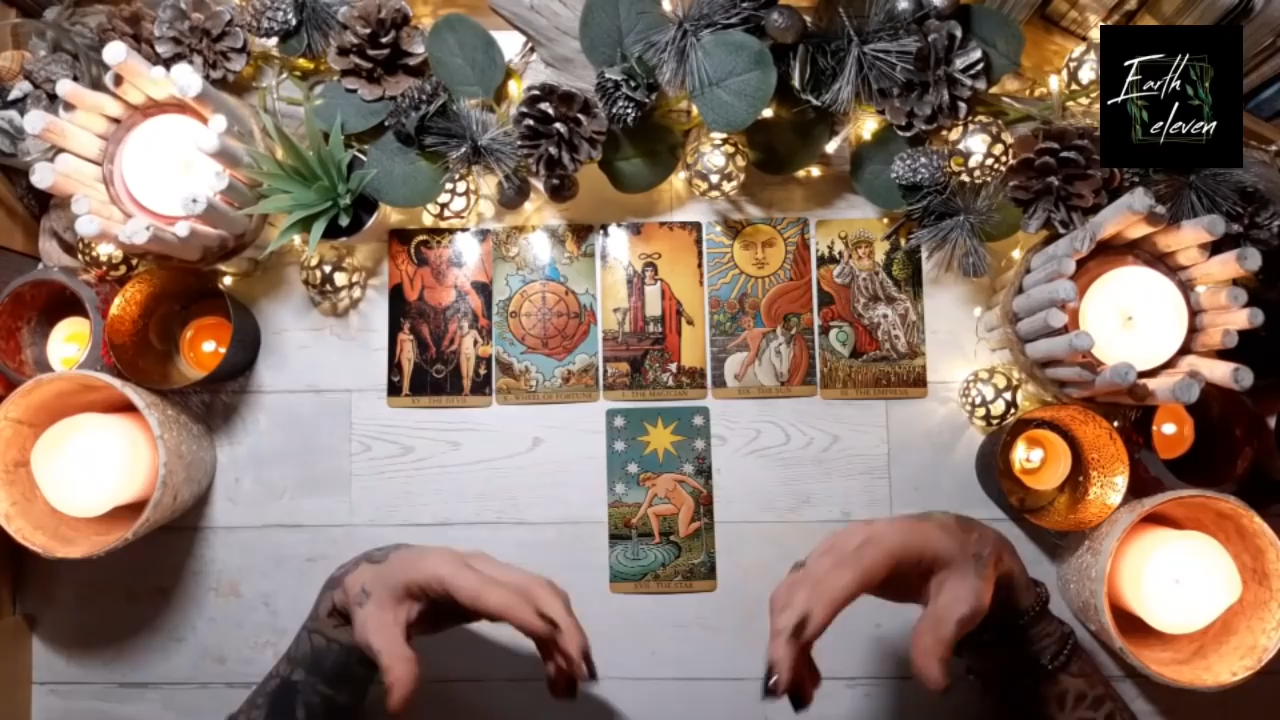 Earth
eleven
XV · THE DEVIL
X · WHEEL OF FORTUNE
I · THE MAGICIAN
XIX · THE SUN
III · THE EMPRESS
XVII · THE STAR